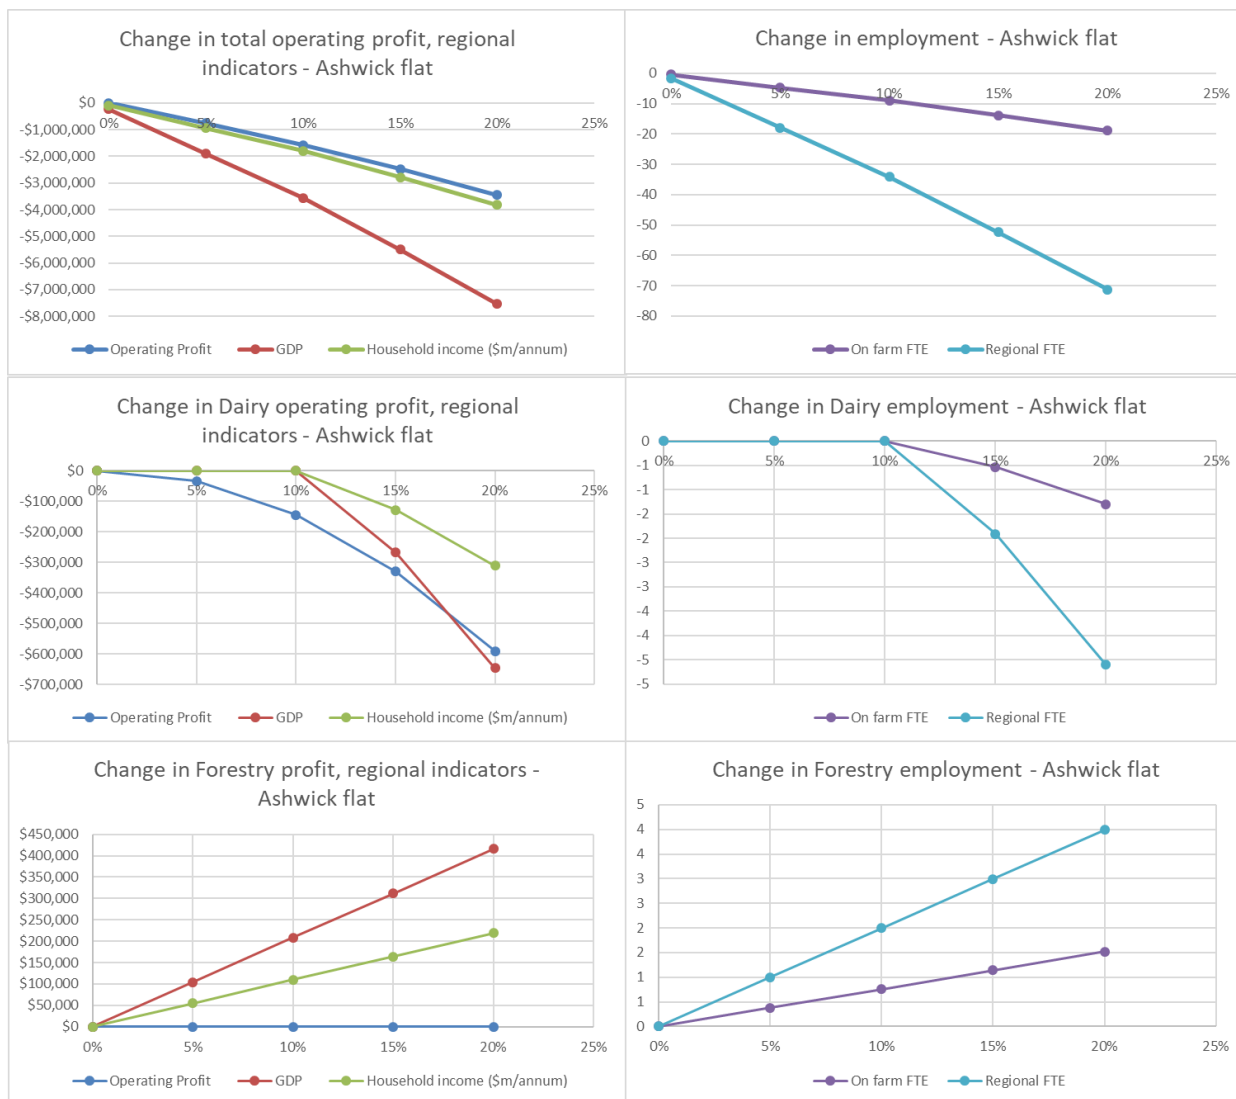 Change in total operating profit, regional
indicators - Ashwick flat
$0
-$1,000,000
-$2,000,000
-$3,000,000
-$4,000,000
-$5,000,000
-$6,000,000
-$7,000,000
-$8,000,000
0% 5% 10% 15% 20% 25%
Operating Profit GDP Household income ($m/annum)
Change in employment - Ashwick flat
0
-10
-20
-30
-40
-50
-60
-70
-80
0% 5% 10% 15% 20% 25%
On farm FTE Regional FTE
Change in Dairy operating profit, regional
indicators - Ashwick flat
$0
-$100,000
-$200,000
-$300,000
-$400,000
-$500,000
-$600,000
-$700,000
0% 5% 10% 15% 20% 25%
Operating Profit GDP Household income ($m/annum)
Change in Dairy employment - Ashwick flat
0
-1
-1
-2
-2
-3
-3
-4
-4
-5
-5
0% 5% 10% 15% 20% 25%
On farm FTE Regional FTE
Change in Forestry profit, regional indicators -
Ashwick flat
$450,000
$400,000
$350,000
$300,000
$250,000
$200,000
$150,000
$100,000
$50,000
$0
0% 5% 10% 15% 20% 25%
Operating Profit GDP Household income ($m/annum)
Change in Forestry employment - Ashwick flat
5
4
4
3
3
2
2
1
1
0
0% 5% 10% 15% 20% 25%
On farm FTE Regional FTE